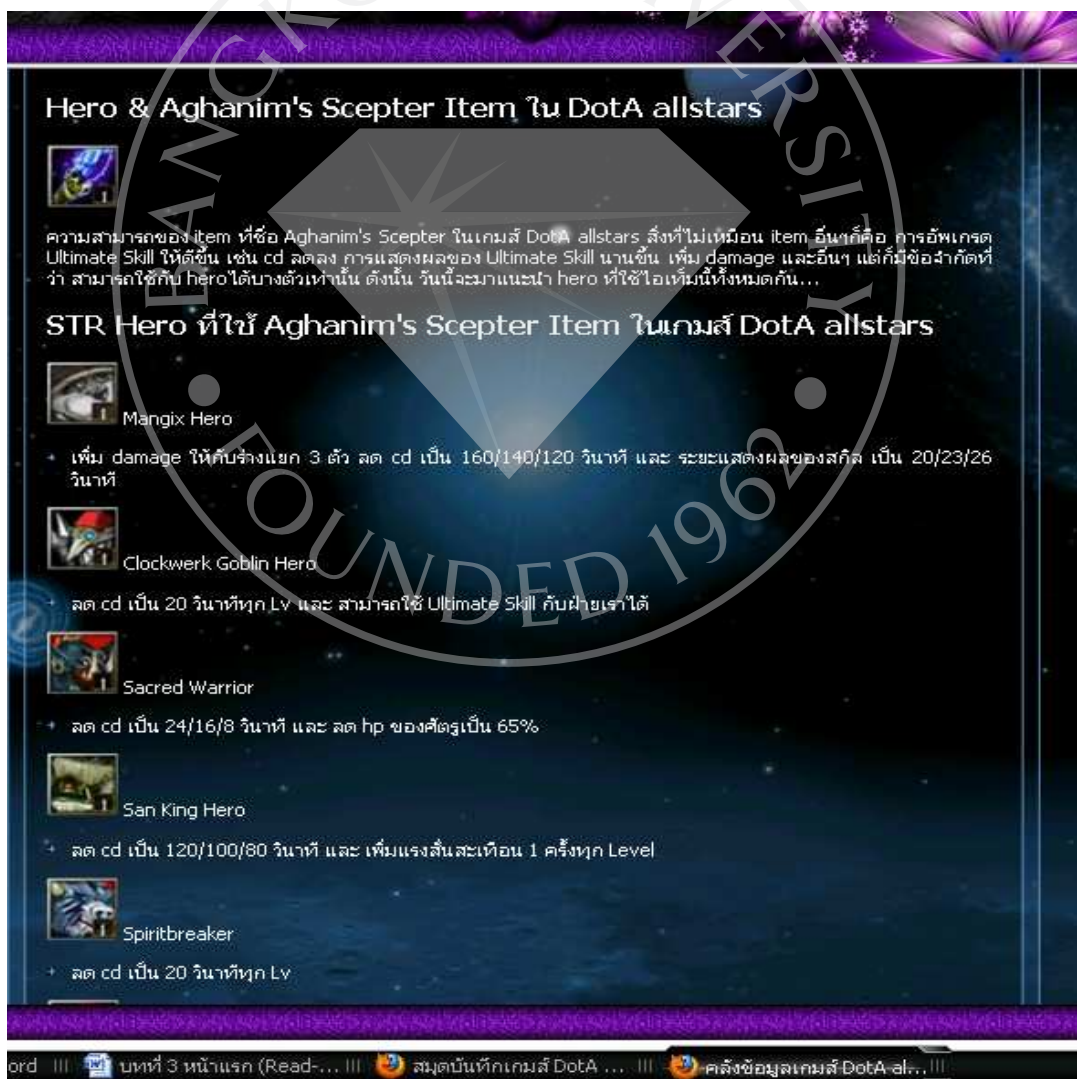 Hero & Aghanim's Scepter Item ใน DotA allstars
ความสามารถของ item ที่ชื่อ Aghanim's Scepter ในเกมส์ DotA allstars สิ่งที่ไม่เหมือน item อื่นๆก็คือ การอัพเกรด
Ultimate Skill ให้ดีขึ้น เช่น cd ลดลง การแสดงผลของ Ultimate Skill นานขึ้น เพิ่ม damage และอื่นๆ แต่ก็มีข้อจำกัดที่
ว่า สามารถใช้กับ hero ได้บางตัวเท่านั้น ดังนั้น วันนี้จะมาแนะนำ hero ที่ใช้ไอเท็มนี้ทั้งหมดกัน...
STR Hero ที่ใช้ Aghanim's Scepter Item ในเกมส์ DotA allstars
Mangix Hero
เพิ่ม damage ให้กับร่างแยก 3 ตัว ลด cd เป็น 160/140/120 วินาที และ ระยะแสดงผลของสกิล เป็น 20/23/26
วินาที
Clockwerk Goblin Hero
ลด cd เป็น 20 วินาทีทุก Lv และ สามารถใช้ Ultimate Skill กับฝ่ายเราได้
Sacred Warrior
ลด cd เป็น 24/16/8 วินาที และ ลด hp ของศัตรูเป็น 65%
San King Hero
ลด cd เป็น 120/100/80 วินาที และ เพิ่มแรงสั่นสะเทือน 1 ครั้งทุก Level
Spiritbreaker
ลด cd เป็น 20 วินาทีทุก Lv
BANGKOK UNIVERSITY
FOUNDED 1962
ord บทที่ 3 หน้าแรก (Read-... สมุดบันทึกเกมส์ DotA ... คลังข้อมูลเกมส์ DotA al...